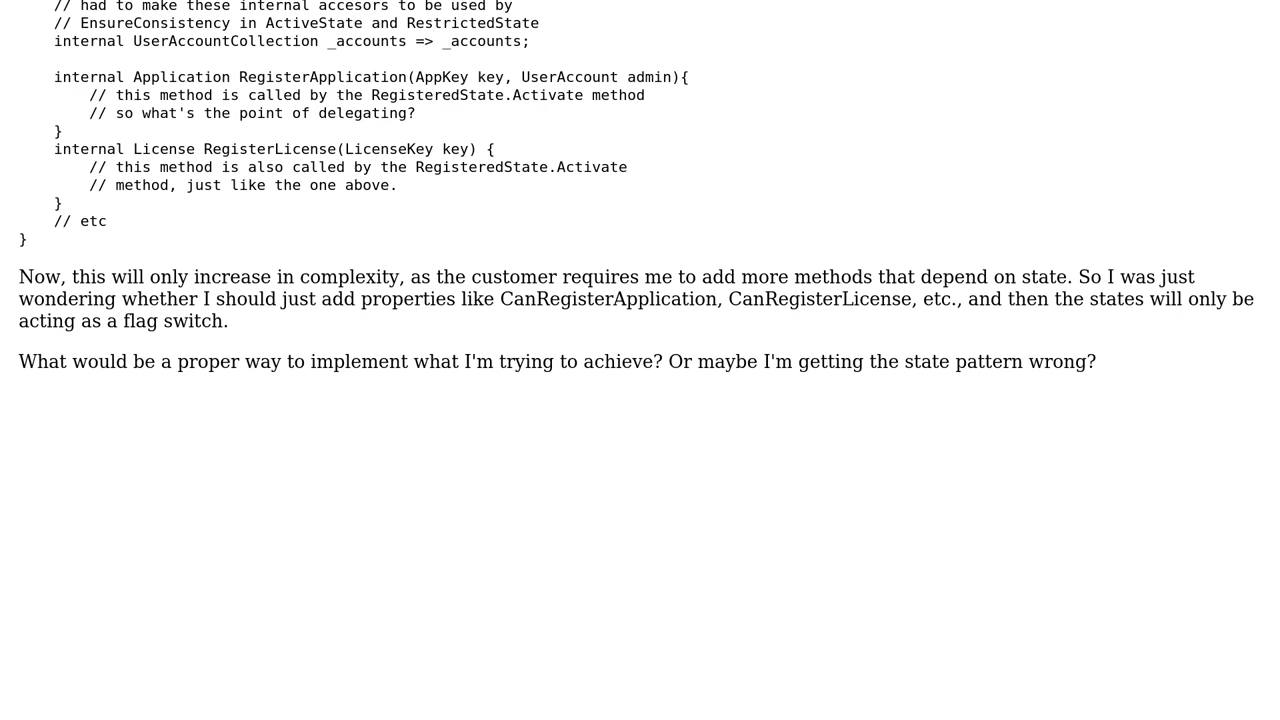 // had to make these internal accesors to be used by
// EnsureConsistency in ActiveState and RestrictedState
internal UserAccountCollection _accounts => _accounts;
internal Application RegisterApplication(AppKey key, UserAccount admin){
// this method is called by the RegisteredState.Activate method
// so what's the point of delegating?
}
internal License RegisterLicense(LicenseKey key) {
// this method is also called by the RegisteredState.Activate
// method, just like the one above.
}
// etc
}
Now, this will only increase in complexity, as the customer requires me to add more methods that depend on state. So I was just
wondering whether I should just add properties like CanRegisterApplication, CanRegisterLicense, etc., and then the states will only be
acting as a flag switch.
What would be a proper way to implement what I'm trying to achieve? Or maybe I'm getting the state pattern wrong?